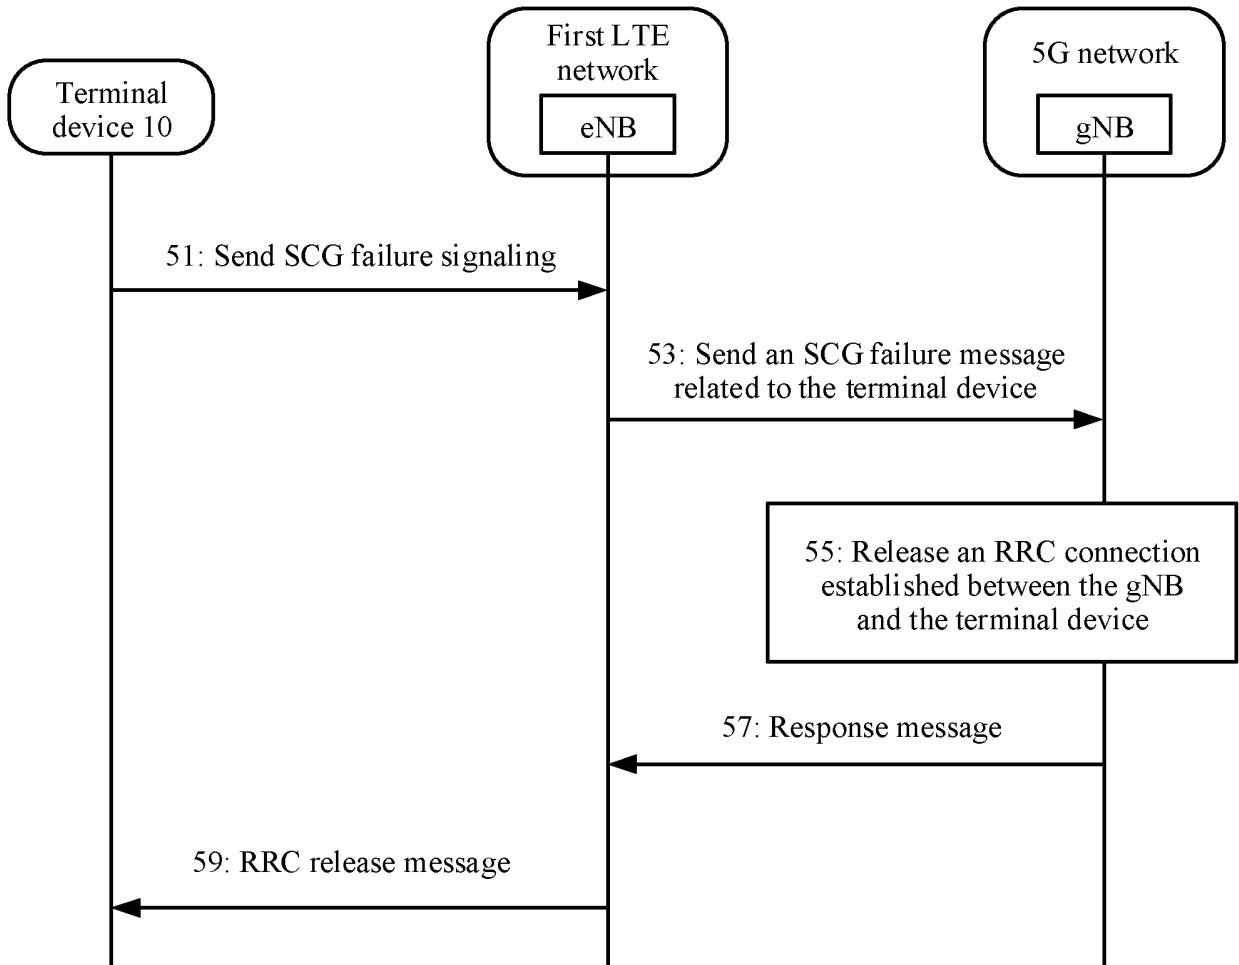 Terminal
device 10
First LTE
network
eNB
5G network
gNB
51: Send SCG failure signaling
53: Send an SCG failure message
related to the terminal device
55: Release an RRC connection
established between the gNB
and the terminal device
57: Response message
59: RRC release message